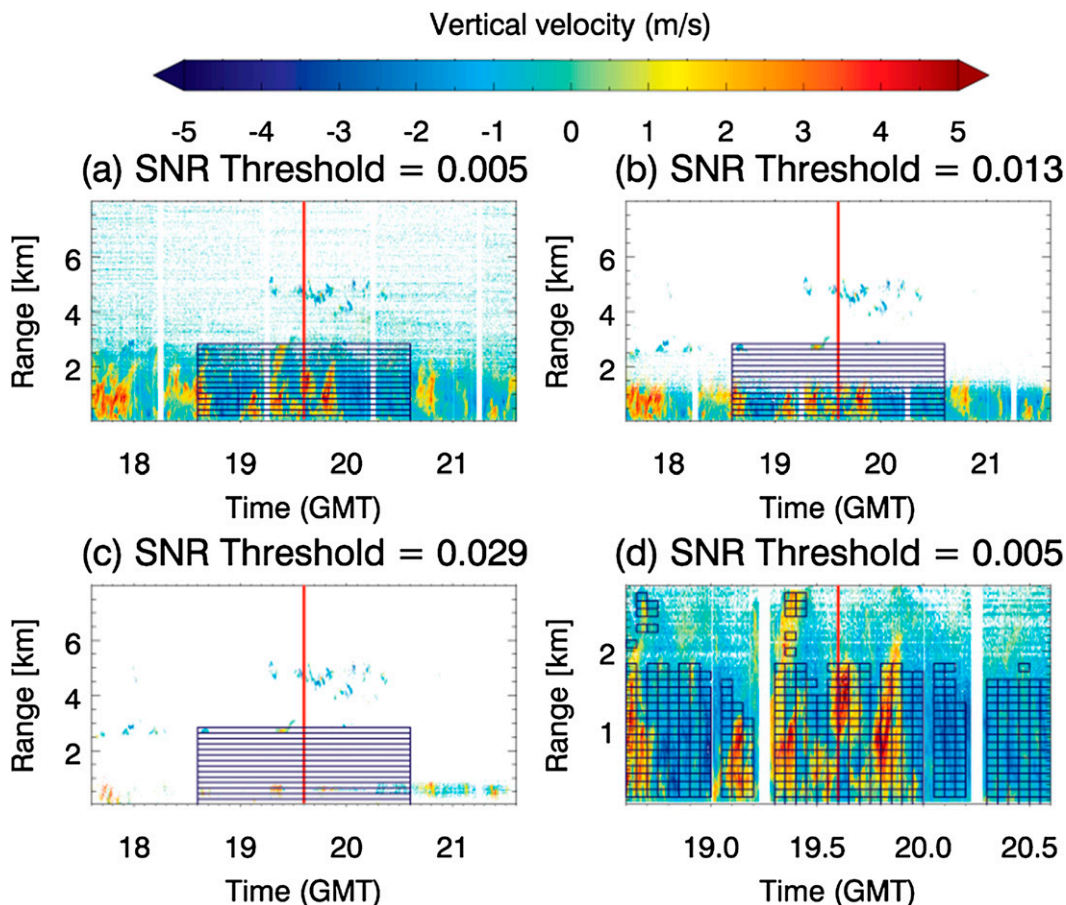 Vertical velocity (m/s)
-5 -4 -3 -2 -1 0 1 2 3 4 5
(a) SNR Threshold = 0.005
(b) SNR Threshold = 0.013
Range [km]
6
4
2
18 19 20 21
Time (GMT)
Range [km]
6
4
2
18 19 20 21
Time (GMT)
(c) SNR Threshold = 0.029
(d) SNR Threshold = 0.005
Range [km]
6
4
2
18 19 20 21
Time (GMT)
Range [km]
2
1
19.0 19.5 20.0 20.5
Time (GMT)